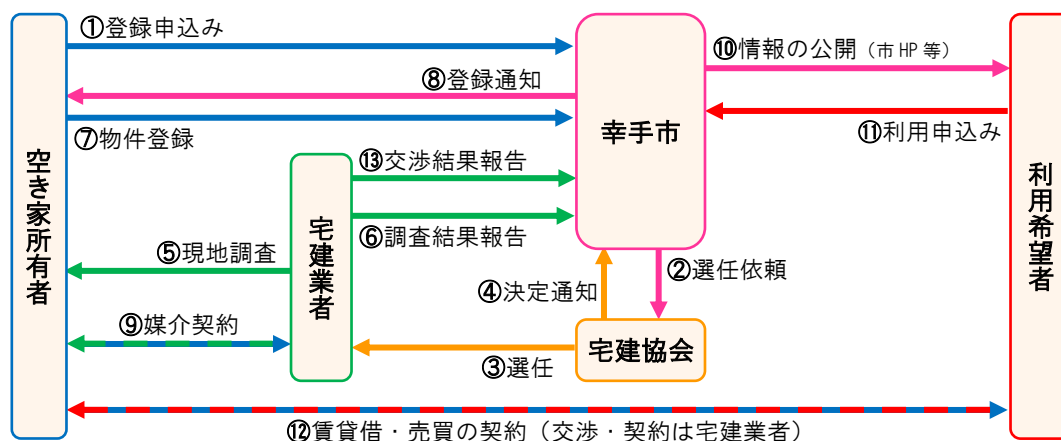 ①登録申込み
⑩情報の公開（市HP等）
⑧登録通知
幸手市
⑪利用申込み
⑦物件登録
空き家所有者
⑬交渉結果報告
利用希望者
宅建業者
⑥調査結果報告
⑤現地調査
②選任依頼
④決定通知
⑨媒介契約
宅建協会
③選任
⑫賃貸借・売買の契約（交渉・契約は宅建業者）